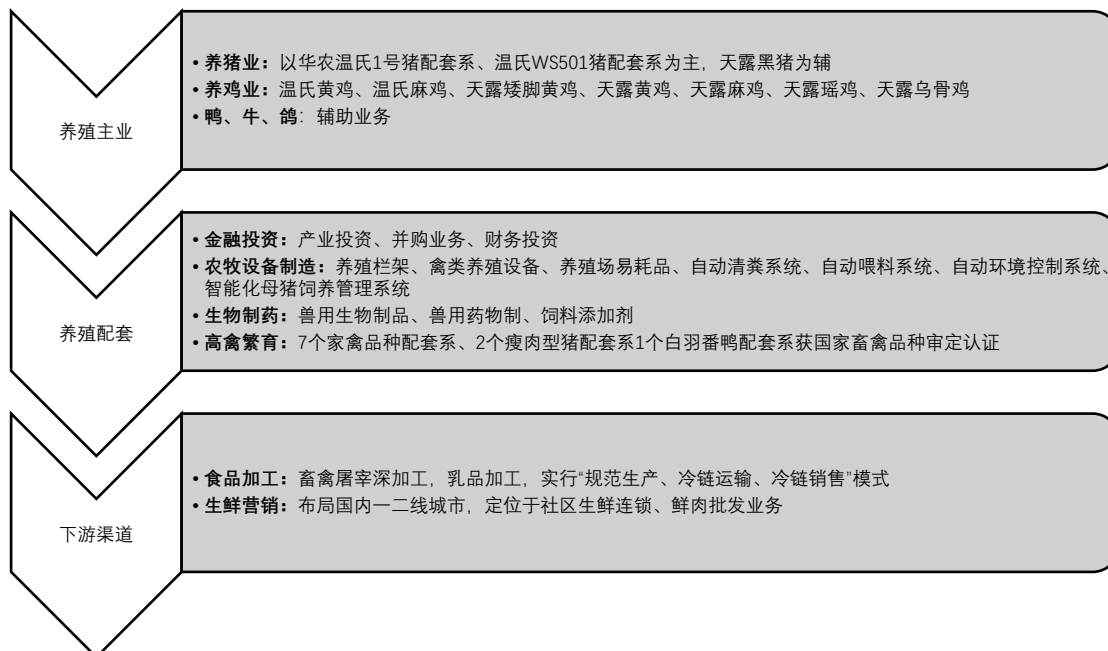 养殖主业
• 养猪业：以华农温氏1号猪配套系、温氏WS501猪配套系为主，天露黑猪为辅
• 养鸡业：温氏黄鸡、温氏麻鸡、天露矮脚黄鸡、天露黄鸡、天露麻鸡、天露瑶鸡、天露乌骨鸡
• 鸭、牛、鸽：辅助业务
养殖配套
• 金融投资：产业投资、并购业务、财务投资
• 农牧设备制造：养殖栏架、禽类养殖设备、养殖场易耗品、自动清粪系统、自动喂料系统、自动环境控制系统、
智能化母猪饲养管理系统
• 生物制药：兽用生物制品、兽用药物制、饲料添加剂
• 高禽繁育：7个家禽品种配套系、2个瘦肉型猪配套系1个白羽番鸭配套系获国家畜禽品种审定认证
下游渠道
• 食品加工：畜禽屠宰深加工，乳品加工，实行“规范生产、冷链运输、冷链销售”模式
• 生鲜营销：布局国内一二线城市，定位于社区生鲜连锁、鲜肉批发业务